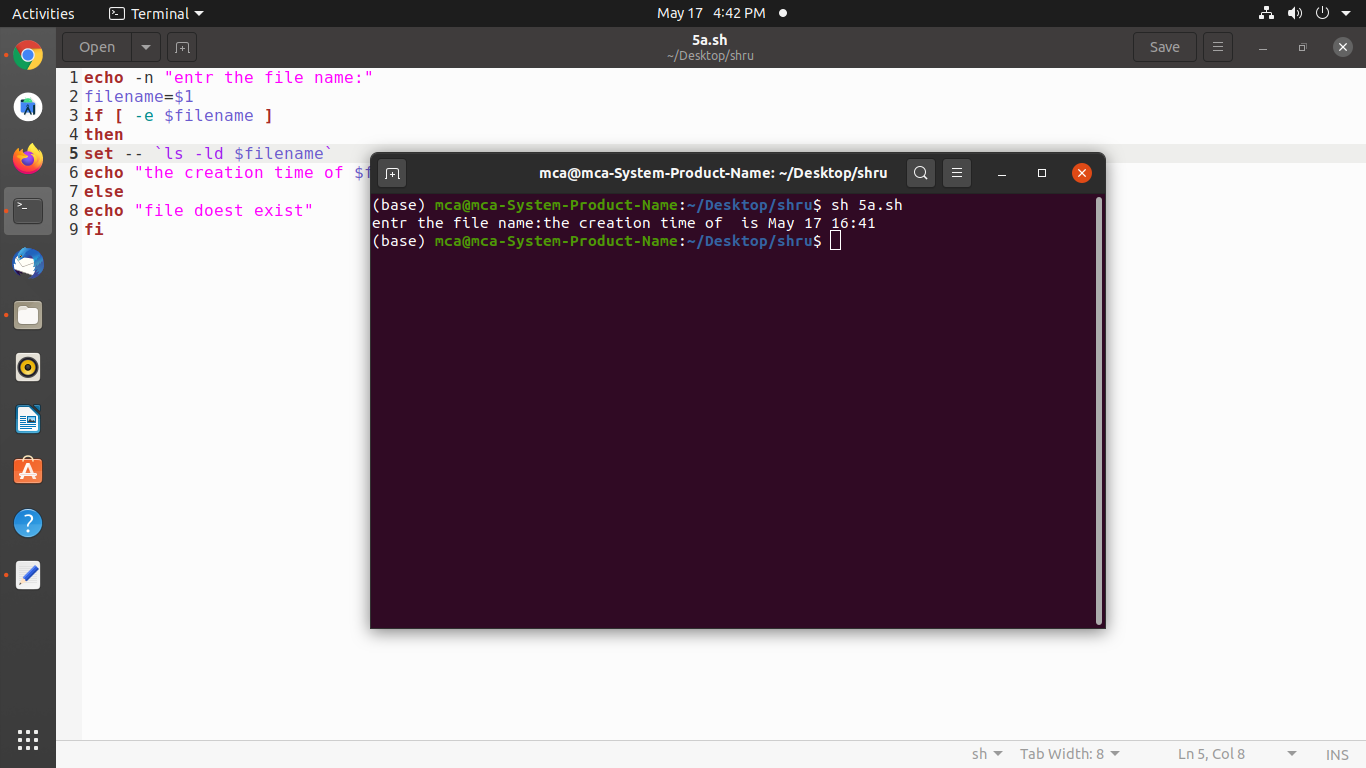 Activities
Terminal
May 17 4:42 PM
Open
5a.sh
~/Desktop/shru
Save
1 echo -n "entr the file name:"
2 filename=$1
3 if [ -e $filename ]
4 then
5 set -- `ls -ld $filename`
6 echo "the creation time of $f
7 else
8 echo "file doest exist"
9 fi
mca@mca-System-Product-Name: ~/Desktop/shru
(base) mca@mca-System-Product-Name:~/Desktop/shru$ sh 5a.sh
entr the file name:the creation time of  is May 17 16:41
(base) mca@mca-System-Product-Name:~/Desktop/shru$
sh
Tab Width: 8
Ln 5, Col 8
INS